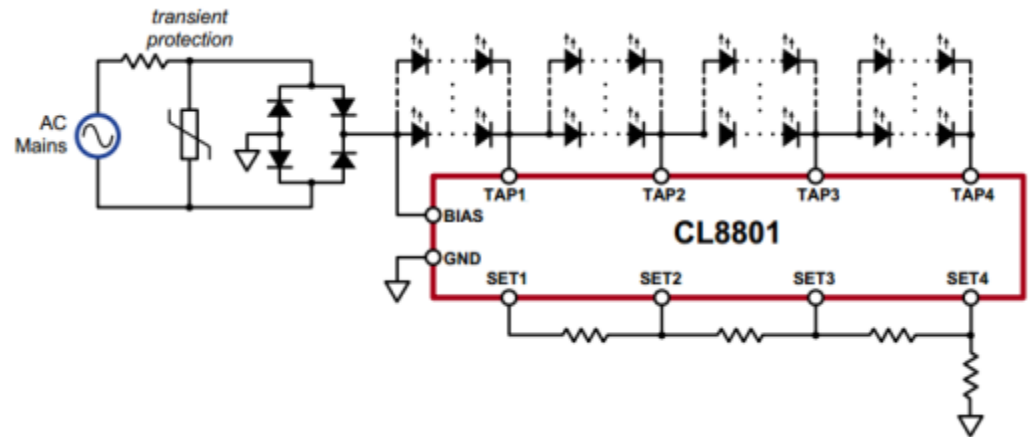 transient
protection
AC
Mains
TAP1 TAP2 TAP3 TAP4
BIAS
CL8801
GND
SET1 SET2 SET3 SET4